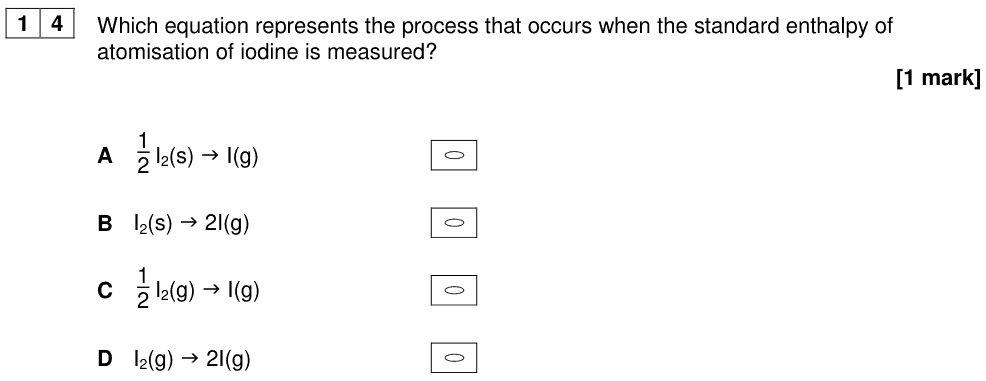 1 4 Which equation represents the process that occurs when the standard enthalpy of
atomisation of iodine is measured?
[1 mark]
A 1/2 I₂(s) → I(g)
B I₂(s) → 2I(g)
C 1/2 I₂(g) → I(g)
D I₂(g) → 2I(g)